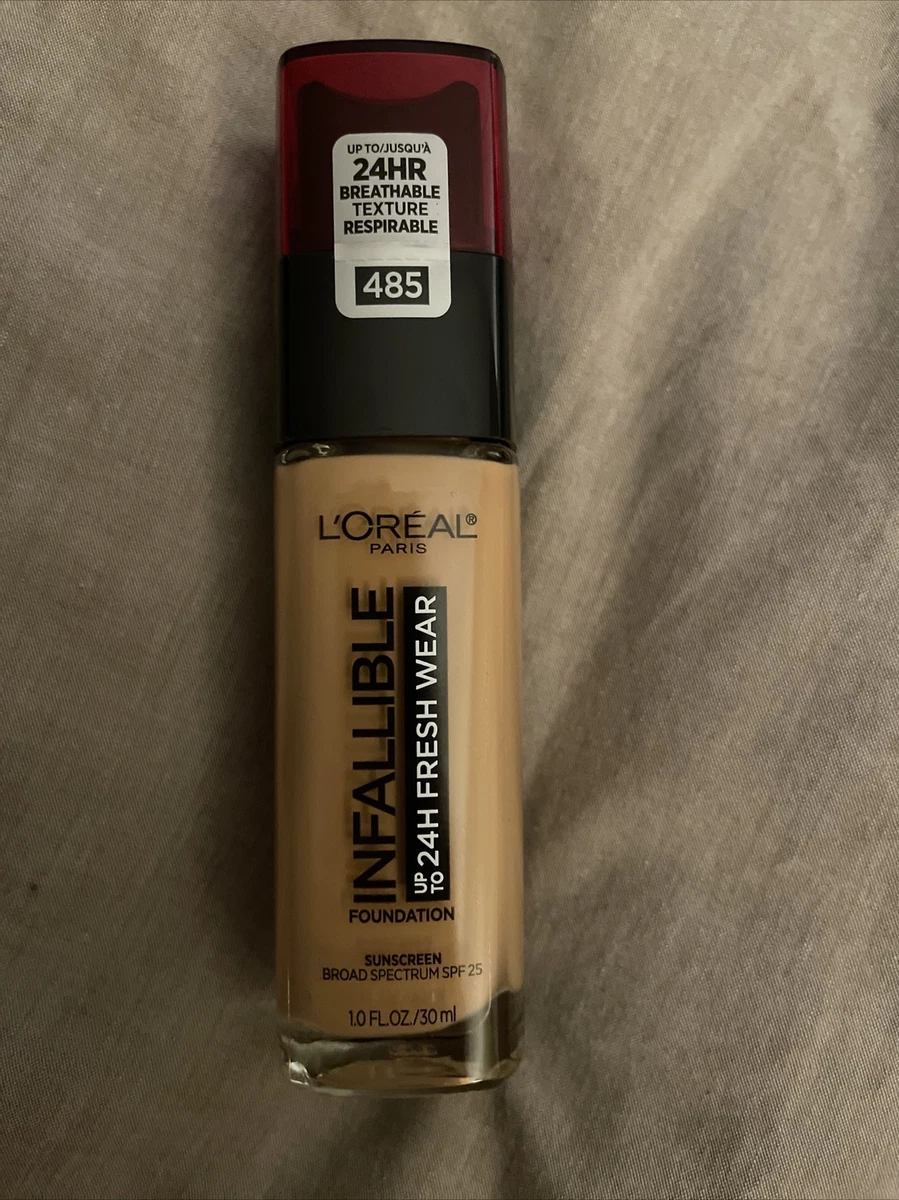 UP TO/JUSQU'À
24HR
BREATHABLE
TEXTURE
RESPIRABLE
485
L'ORÉAL®
PARIS
INFALLIBLE
UP TO 24H FRESH WEAR
FOUNDATION
SUNSCREEN
BROAD SPECTRUM SPF 25
1.0 FL.OZ./30 ml